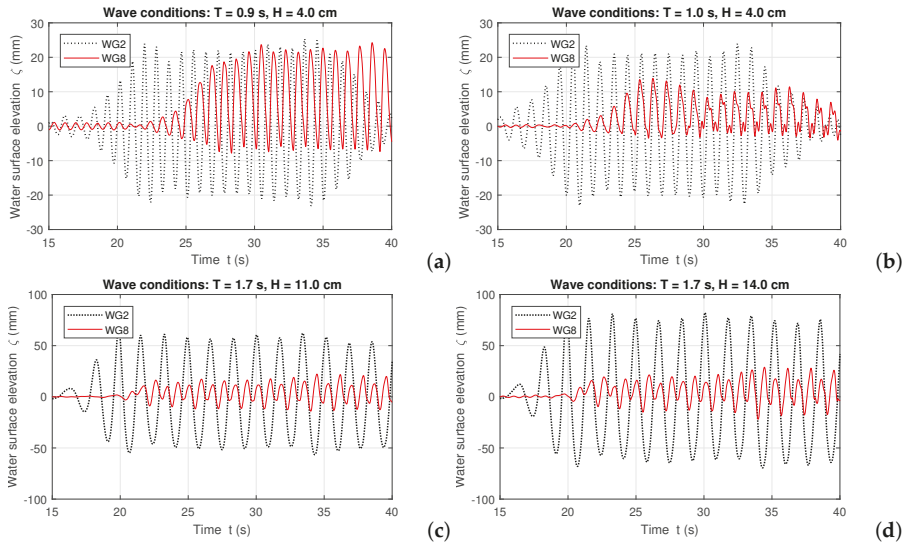 Wave conditions: T = 0.9 s, H = 4.0 cm
Water surface elevation ζ (mm)
30
20
10
0
-10
-20
-30
WG2
WG8
15 20 25 30 35 40
Time t (s)
(a)
Wave conditions: T = 1.0 s, H = 4.0 cm
Water surface elevation ζ (mm)
30
20
10
0
-10
-20
-30
WG2
WG8
15 20 25 30 35 40
Time t (s)
(b)
Wave conditions: T = 1.7 s, H = 11.0 cm
Water surface elevation ζ (mm)
100
50
0
-50
-100
WG2
WG8
15 20 25 30 35 40
Time t (s)
(c)
Wave conditions: T = 1.7 s, H = 14.0 cm
Water surface elevation ζ (mm)
100
50
0
-50
-100
WG2
WG8
15 20 25 30 35 40
Time t (s)
(d)